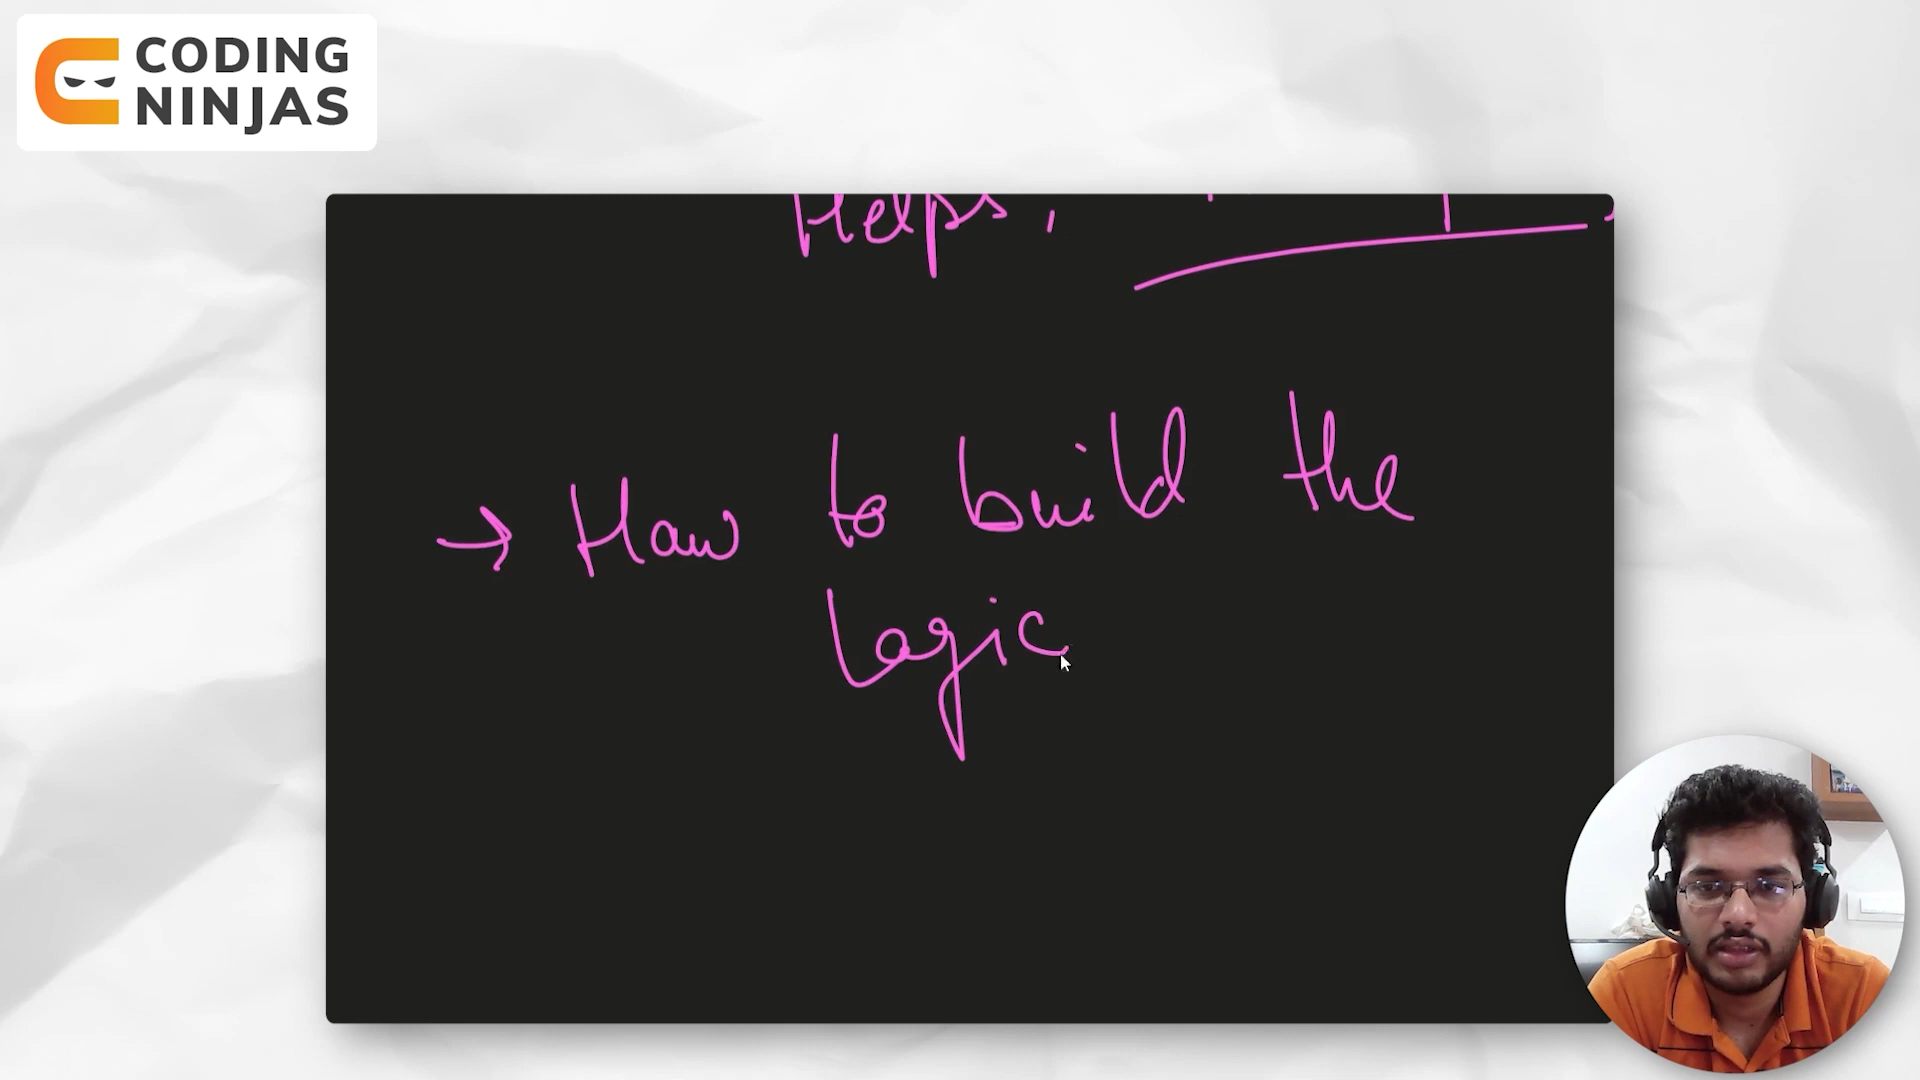 CODING
NINJAS
Helps,
→ How to build the
logic